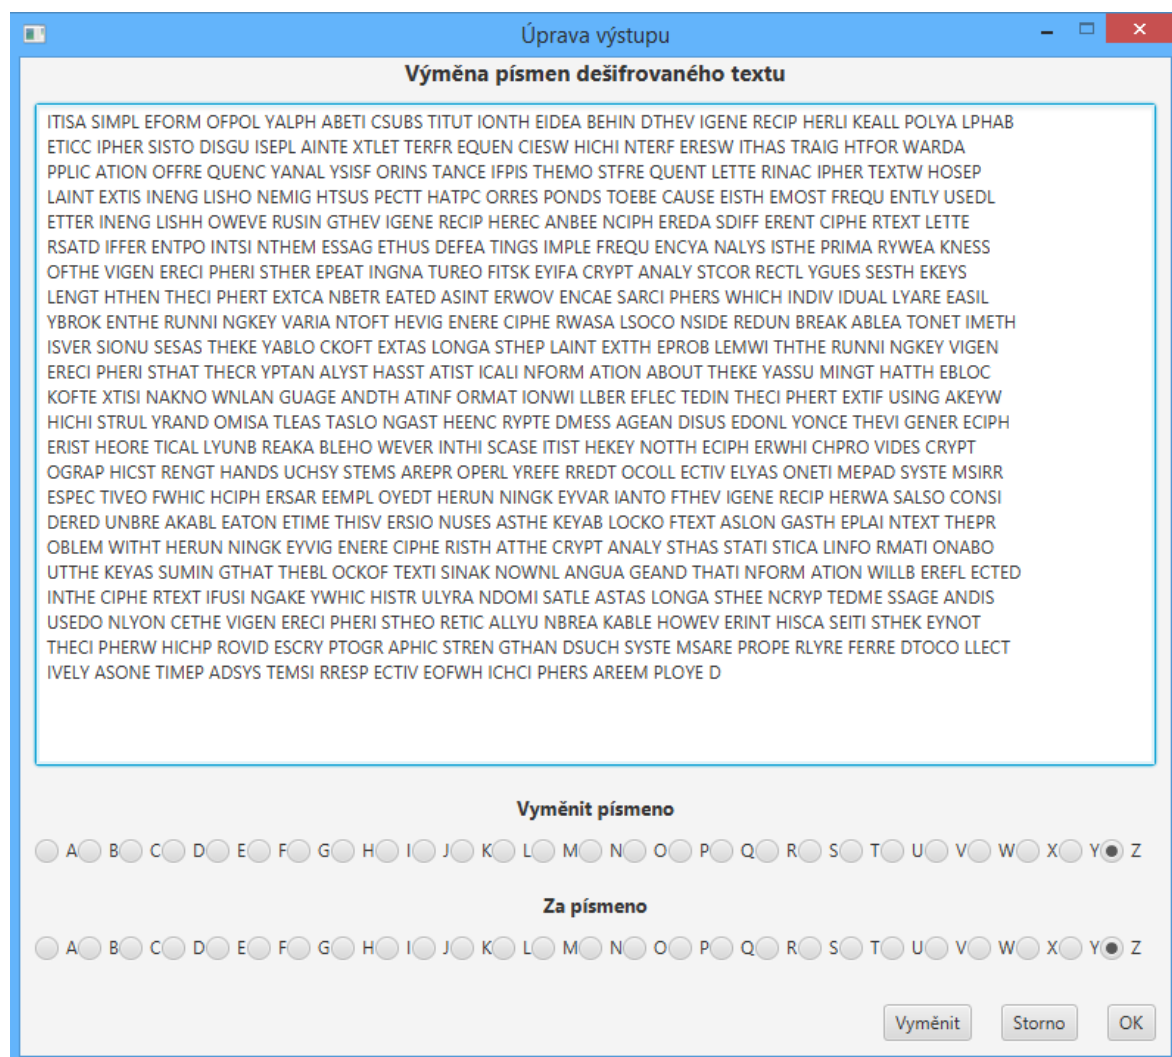 Úprava výstupu
Výměna písmen dešifrovaného textu
ITISA SIMPL EFORM OFPOL YALPH ABETI CSUBS TITUT IONTH EIDEA BEHIN DTHEV IGENE RECIP HERLI KEALL POLYA LPHAB
ETICC IPHER SISTO DISGU ISEPL AINTE XTLET TERFR EQUEN CIESW HICHI NTERF ERESW ITHAS TRAIG HTFOR WARDA
PPLIC ATION OFFRE QUENC YANAL YSISF ORINS TANCE IFPIS THEMO STFRE QUENT LETTE RINAC IPHER TEXTW HOSEP
LAINT EXTIS INENG LISHO NEMIG HTSUS PECTT HATPC ORRES PONDS TOEBE CAUSE EISTH EMOST FREQU ENTLY USEDL
ETTER INENG LISHH OWEVE RUSIN GTHEV IGENE RECIP HEREC ANBEE NCIPH EREDA SDIFF ERENT CIPHE RTEXT LETTE
RSATD IFFER ENTPO INTSI NTHEM ESSAG ETHUS DEFEA TINGS IMPLE FREQU ENCYA NALYS ISTHE PRIMA RYWEA KNESS
OFTHE VIGEN ERECI PHERI STHER EPEAT INGNA TUREO FITSK EYIFA CRYPT ANALY STCOR RECTL YGUES SESTH EKEYS
LENGT HTHEN THECI PHERT EXTCA NBETR EATED ASINT ERWOV ENCAE SARCI PHERS WHICH INDIV IDUAL LYARE EASIL
YBROK ENTHE RUNNI NGKEY VARIA NTOFT HEVIG ENERE CIPHE RWASA LSOCO NSIDE REDUN BREAK ABLEA TONET IMETH
ISVER SIONU SESAS THEKE YABLO CKOFT EXTAS LONGA STHEP LAINT EXTTH EPROB LEMWI THTHE RUNNI NGKEY VIGEN
ERECI PHERI STHAT THECR YPTAN ALYST HASST ATIST ICALI NFORM ATION ABOUT THEKE YASSU MINGT HATTH EBLOC
KOFTE XTISI NAKNO WNLAN GUAGE ANDTH ATINF ORMAT IONWI LLBER EFLEC TEDIN THECI PHERT EXTIF USING AKEYW
HICHI STRUL YRAND OMISA TLEAS TASLO NGAST HEENC RYPTE DMESS AGEAN DISUS EDONL YONCE THEVI GENER ECIPH
ERIST HEORE TICAL LYUNB REAKA BLEHO WEVER INTHI SCASE ITIST HEKEY NOTTH ECIPH ERWHI CHPRO VIDES CRYPT
OGRAP HICST RENGT HANDS UCHSY STEMS AREPR OPERL YREFE RREDT OCOLL ECTIV ELYAS ONETI MEPAD SYSTE MSIRR
ESPEC TIVEO FWHIC HCIPH ERSAR EEMPL OYEDT HERUN NINGK EYVAR IANTO FTHEV IGENE RECIP HERWA SALSO CONSI
DERED UNBRE AKABL EATON ETIME THISV ERSIO NUSES ASTHE KEYAB LOCKO FTEXT ASLON GASTH EPLAI NTEXT THEPR
OBLEM WITHT HERUN NINGK EYVIG ENERE CIPHE RISTH ATTHE CRYPT ANALY STHAS STATI STICA LINFO RMATI ONABO
UTTHE KEYAS SUMIN GTHAT THEBL OCKOF TEXTI SINAK NOWNL ANGUA GEAND THATI NFORM ATION WILLB EREFL ECTED
INTHE CIPHE RTEXT IFUSI NGAKE YWHIC HISTR ULYRA NDOMI SATLE ASTAS LONGA STHEE NCRYP TEDME SSAGE ANDIS
USEDO NLYON CETHE VIGEN ERECI PHERI STHEO RETIC ALLYU NBREA KABLE HOWEV ERINT HISCA SEITI STHEK EYNOT
THECI PHERW HICHP ROVID ESCRY PTOGR APHIC STREN GTHAN DSUCH SYSTE MSARE PROPE RLYRE FERRE DTOCO LLECT
IVELY ASONE TIMEP ADSYS TEMSI RRESP ECTIV EOFWH ICHCI PHERS AREEM PLOYE D
Vyměnit písmeno
A B C D E F G H I J K L M N O P Q R S T U V W X Y Z
Za písmeno
A B C D E F G H I J K L M N O P Q R S T U V W X Y Z
Vyměnit Storno OK